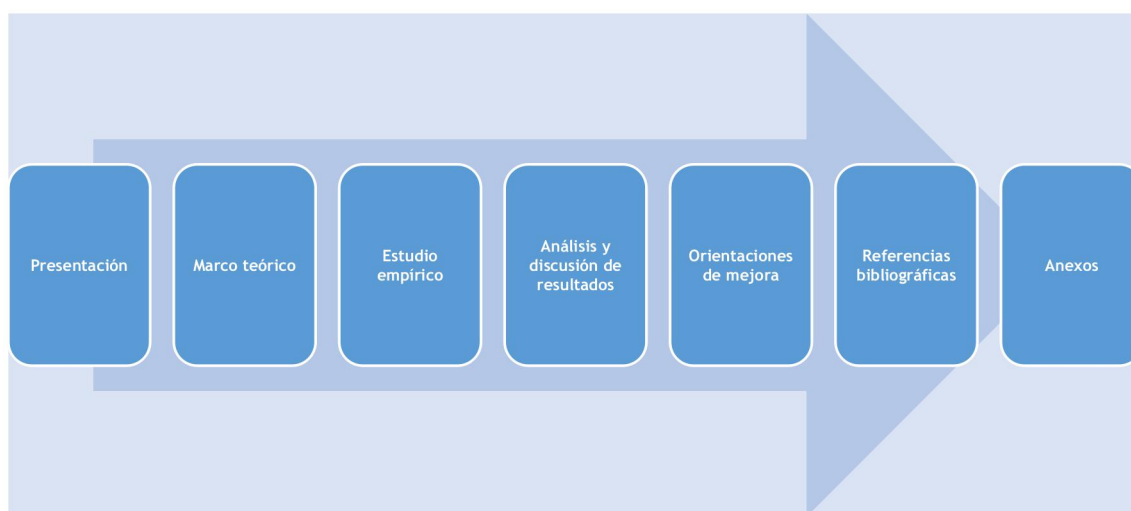 Presentación
Marco teórico
Estudio
empírico
Análisis y
discusión de
resultados
Orientaciones
de mejora
Referencias
bibliográficas
Anexos